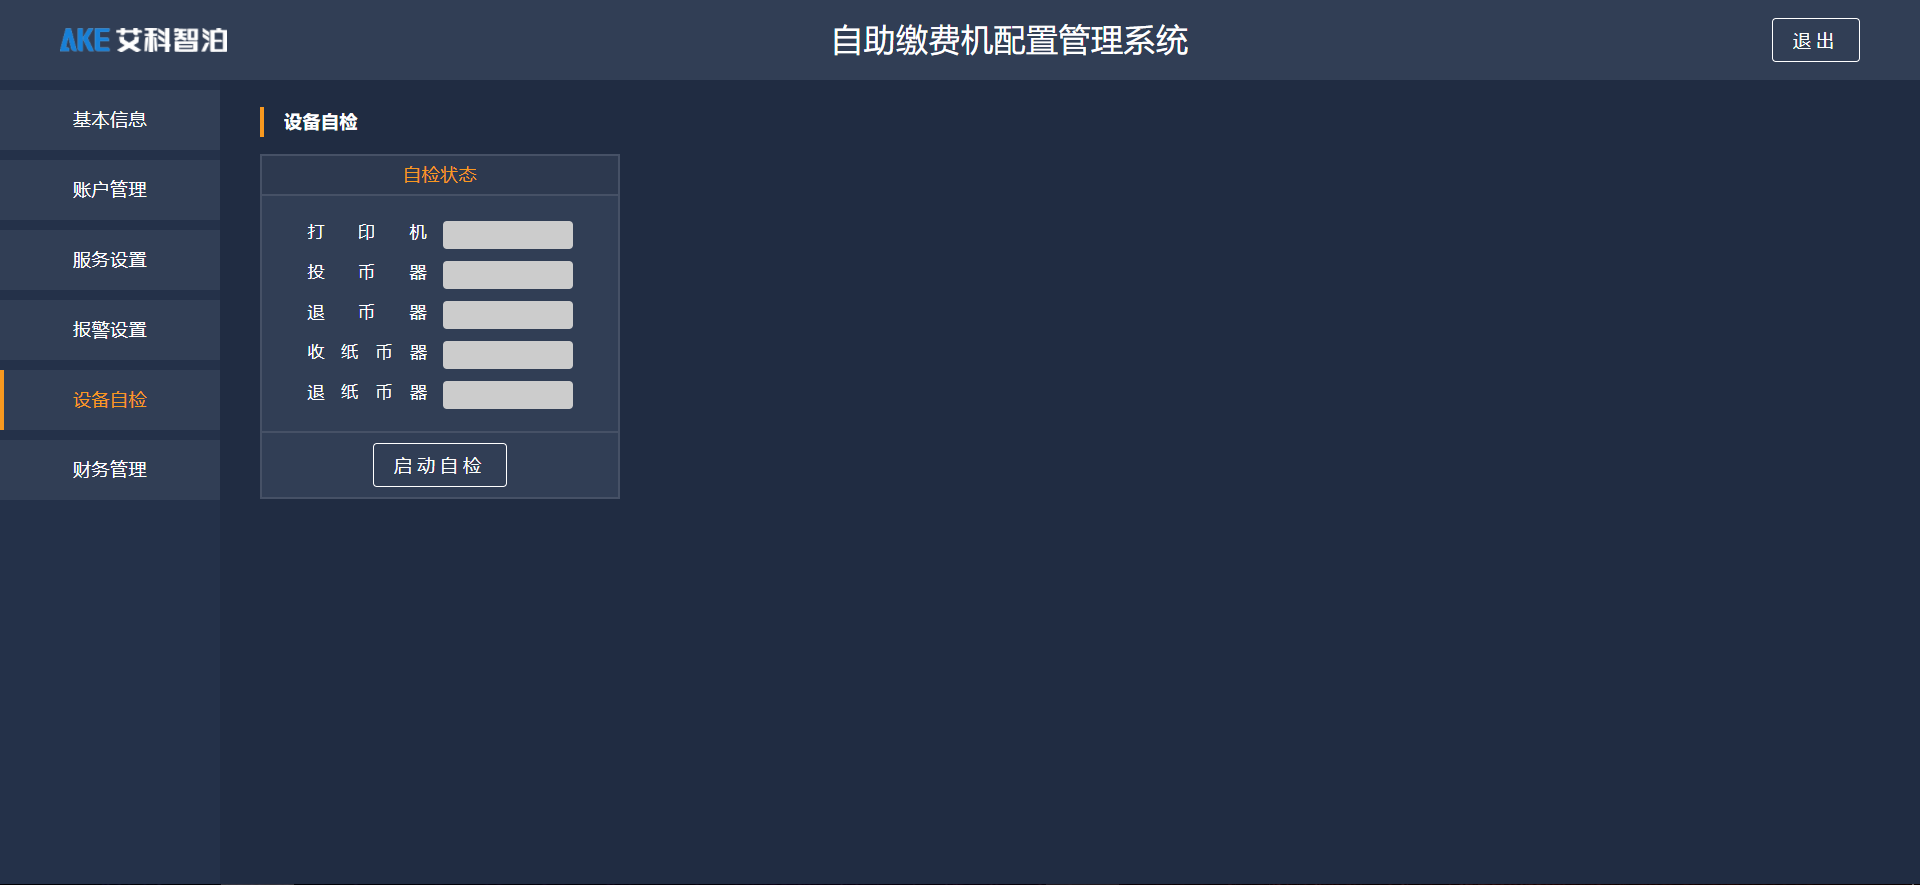 AKE 艾科智泊
自助缴费机配置管理系统
退出
基本信息
账户管理
服务设置
报警设置
设备自检
财务管理
设备自检
自检状态
打印机
投币器
退币器
收纸币器
退纸币器
启动自检